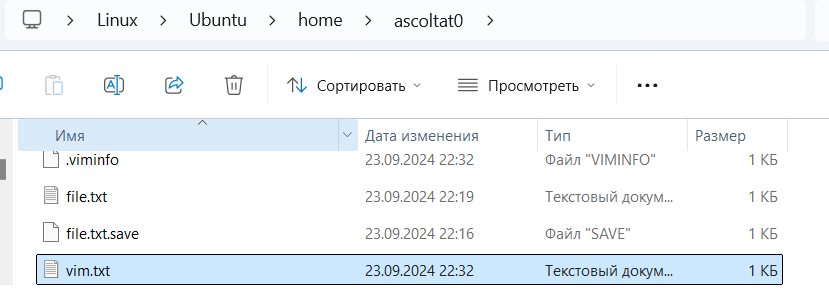 Linux > Ubuntu > home > ascoltat0 >
Сортировать Просмотреть
Имя Дата изменения Тип Размер
.viminfo 23.09.2024 22:32 Файл "VIMINFO" 1 КБ
file.txt 23.09.2024 22:19 Текстовый докум... 1 КБ
file.txt.save 23.09.2024 22:16 Файл "SAVE" 1 КБ
vim.txt 23.09.2024 22:32 Текстовый докум... 1 КБ